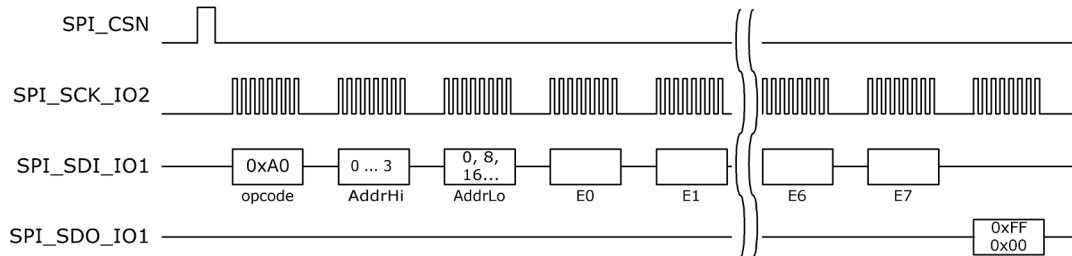 SPI_CSN
SPI_SCK_IO2
SPI_SDI_IO1
0xA0
0 ... 3
0, 8,
16...
opcode
AddrHi
AddrLo
E0
E1
E6
E7
SPI_SDO_IO1
0xFF
0x00